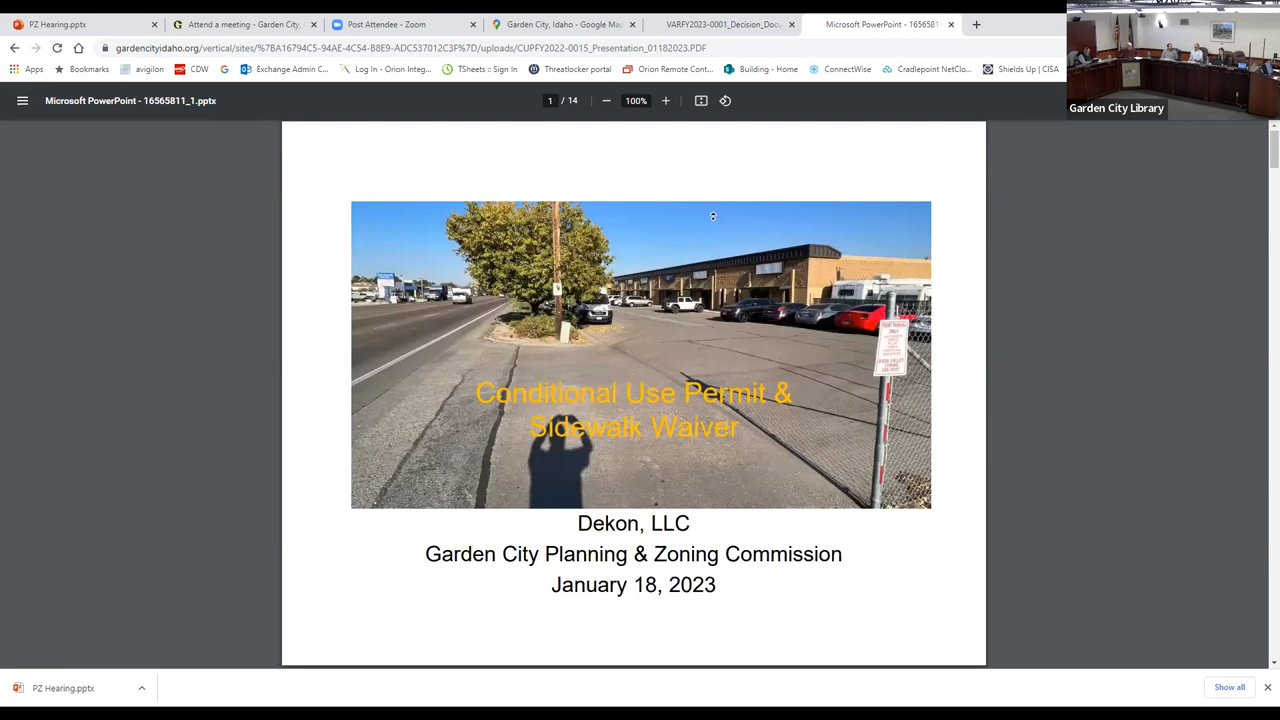 PZ Hearing.pptx
Attend a meeting - Garden City,
Post Attendee - Zoom
Garden City, Idaho - Google Ma
VARFY2023-0001_Decision_Docu
Microsoft PowerPoint - 1656581
gardencityidaho.org/vertical/sites/%7BA16794C5-94AE-4C54-B8E9-ADC537012C3F%7D/uploads/CUPFY2022-0015_Presentation_01182023.PDF
Apps
Bookmarks
avigilon
CDW
Exchange Admin C...
Log In - Orion Integ...
TSheets :: Sign In
Threatlocker portal
Orion Remote Cont...
Building - Home
ConnectWise
Cradlepoint NetClo...
Shields Up | CISA
Garden City Library
Microsoft PowerPoint - 16565811_1.pptx
1 / 14
100%
Conditional Use Permit &
Sidewalk Waiver
Dekon, LLC
Garden City Planning & Zoning Commission
January 18, 2023
PZ Hearing.pptx
Show all